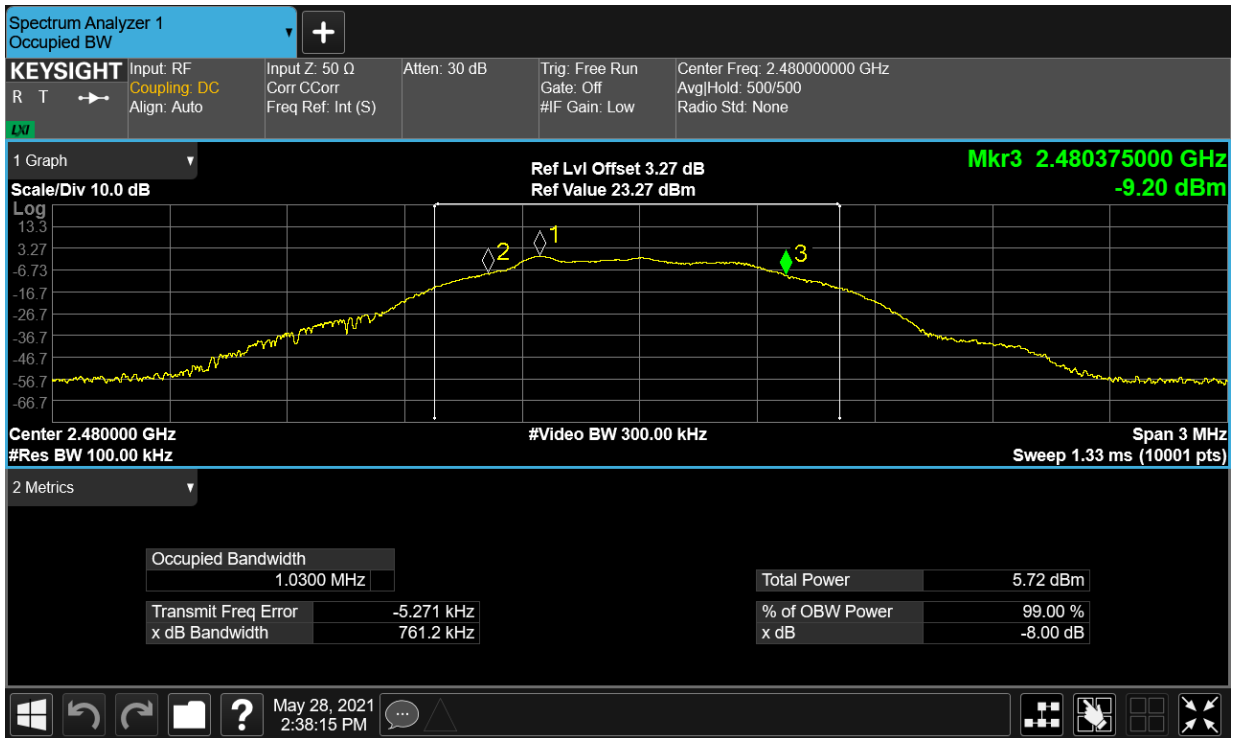 Spectrum Analyzer 1
Occupied BW
KEYSIGHT
R T
LXI
Input: RF
Coupling: DC
Align: Auto
Input Z: 50 Ω
Corr CCorr
Freq Ref: Int (S)
Atten: 30 dB
Trig: Free Run
Gate: Off
#IF Gain: Low
Center Freq: 2.480000000 GHz
Avg|Hold: 500/500
Radio Std: None
1 Graph
Scale/Div 10.0 dB
Ref Lvl Offset 3.27 dB
Ref Value 23.27 dBm
Mkr3 2.480375000 GHz
-9.20 dBm
Log
13.3
3.27
-6.73
-16.7
-26.7
-36.7
-46.7
-56.7
-66.7
2
1
3
Center 2.480000 GHz
#Video BW 300.00 kHz
Span 3 MHz
#Res BW 100.00 kHz
Sweep 1.33 ms (10001 pts)
2 Metrics
Occupied Bandwidth
1.0300 MHz
Transmit Freq Error -5.271 kHz
x dB Bandwidth 761.2 kHz
Total Power 5.72 dBm
% of OBW Power 99.00 %
x dB -8.00 dB
?
May 28, 2021
2:38:15 PM